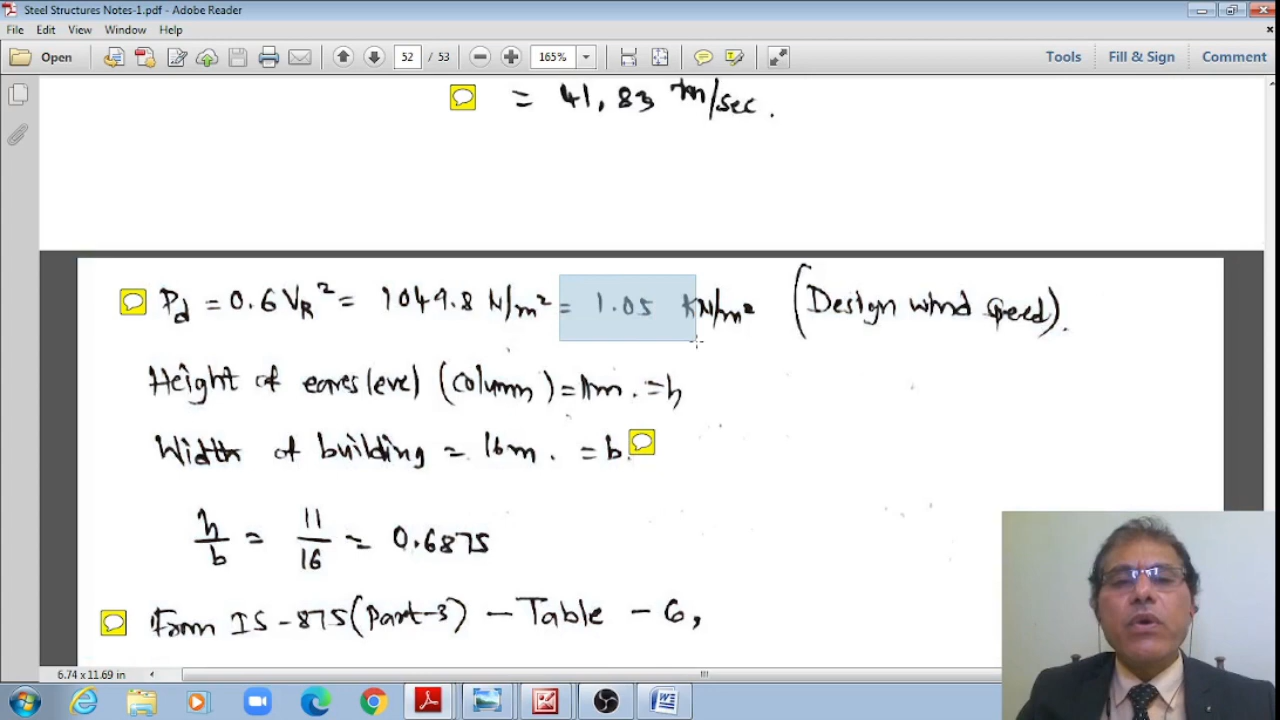 Steel Structures Notes-1.pdf - Adobe Reader
File Edit View Window Help
Open 52 / 53 165% Tools Fill & Sign Comment
= 41.83 m/sec.
Pd = 0.6 VR² = 1049.8 N/m² = 1.05 KN/m² (Design wind speed).
Height of eaves level (column) = 11m. = h
Width of building = 16m. = b.
h/b = 11/16 = 0.6875
From IS-875(Part-3) - Table - 6,
6.74 x 11.69 in